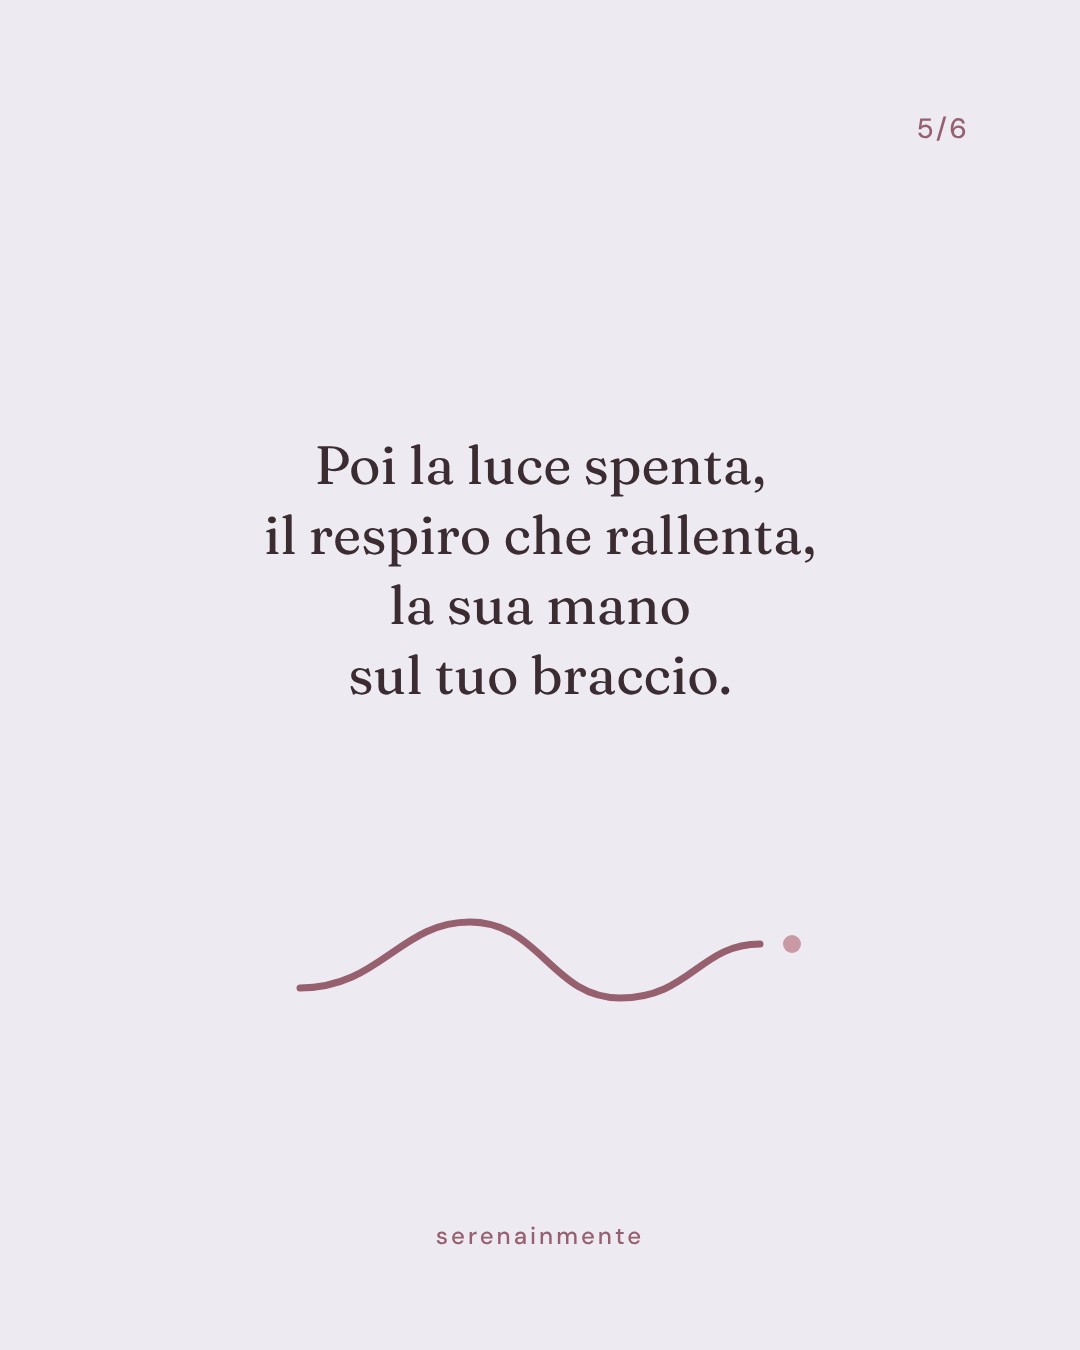 5/6
Poi la luce spenta,
il respiro che rallenta,
la sua mano
sul tuo braccio.
serenainmente